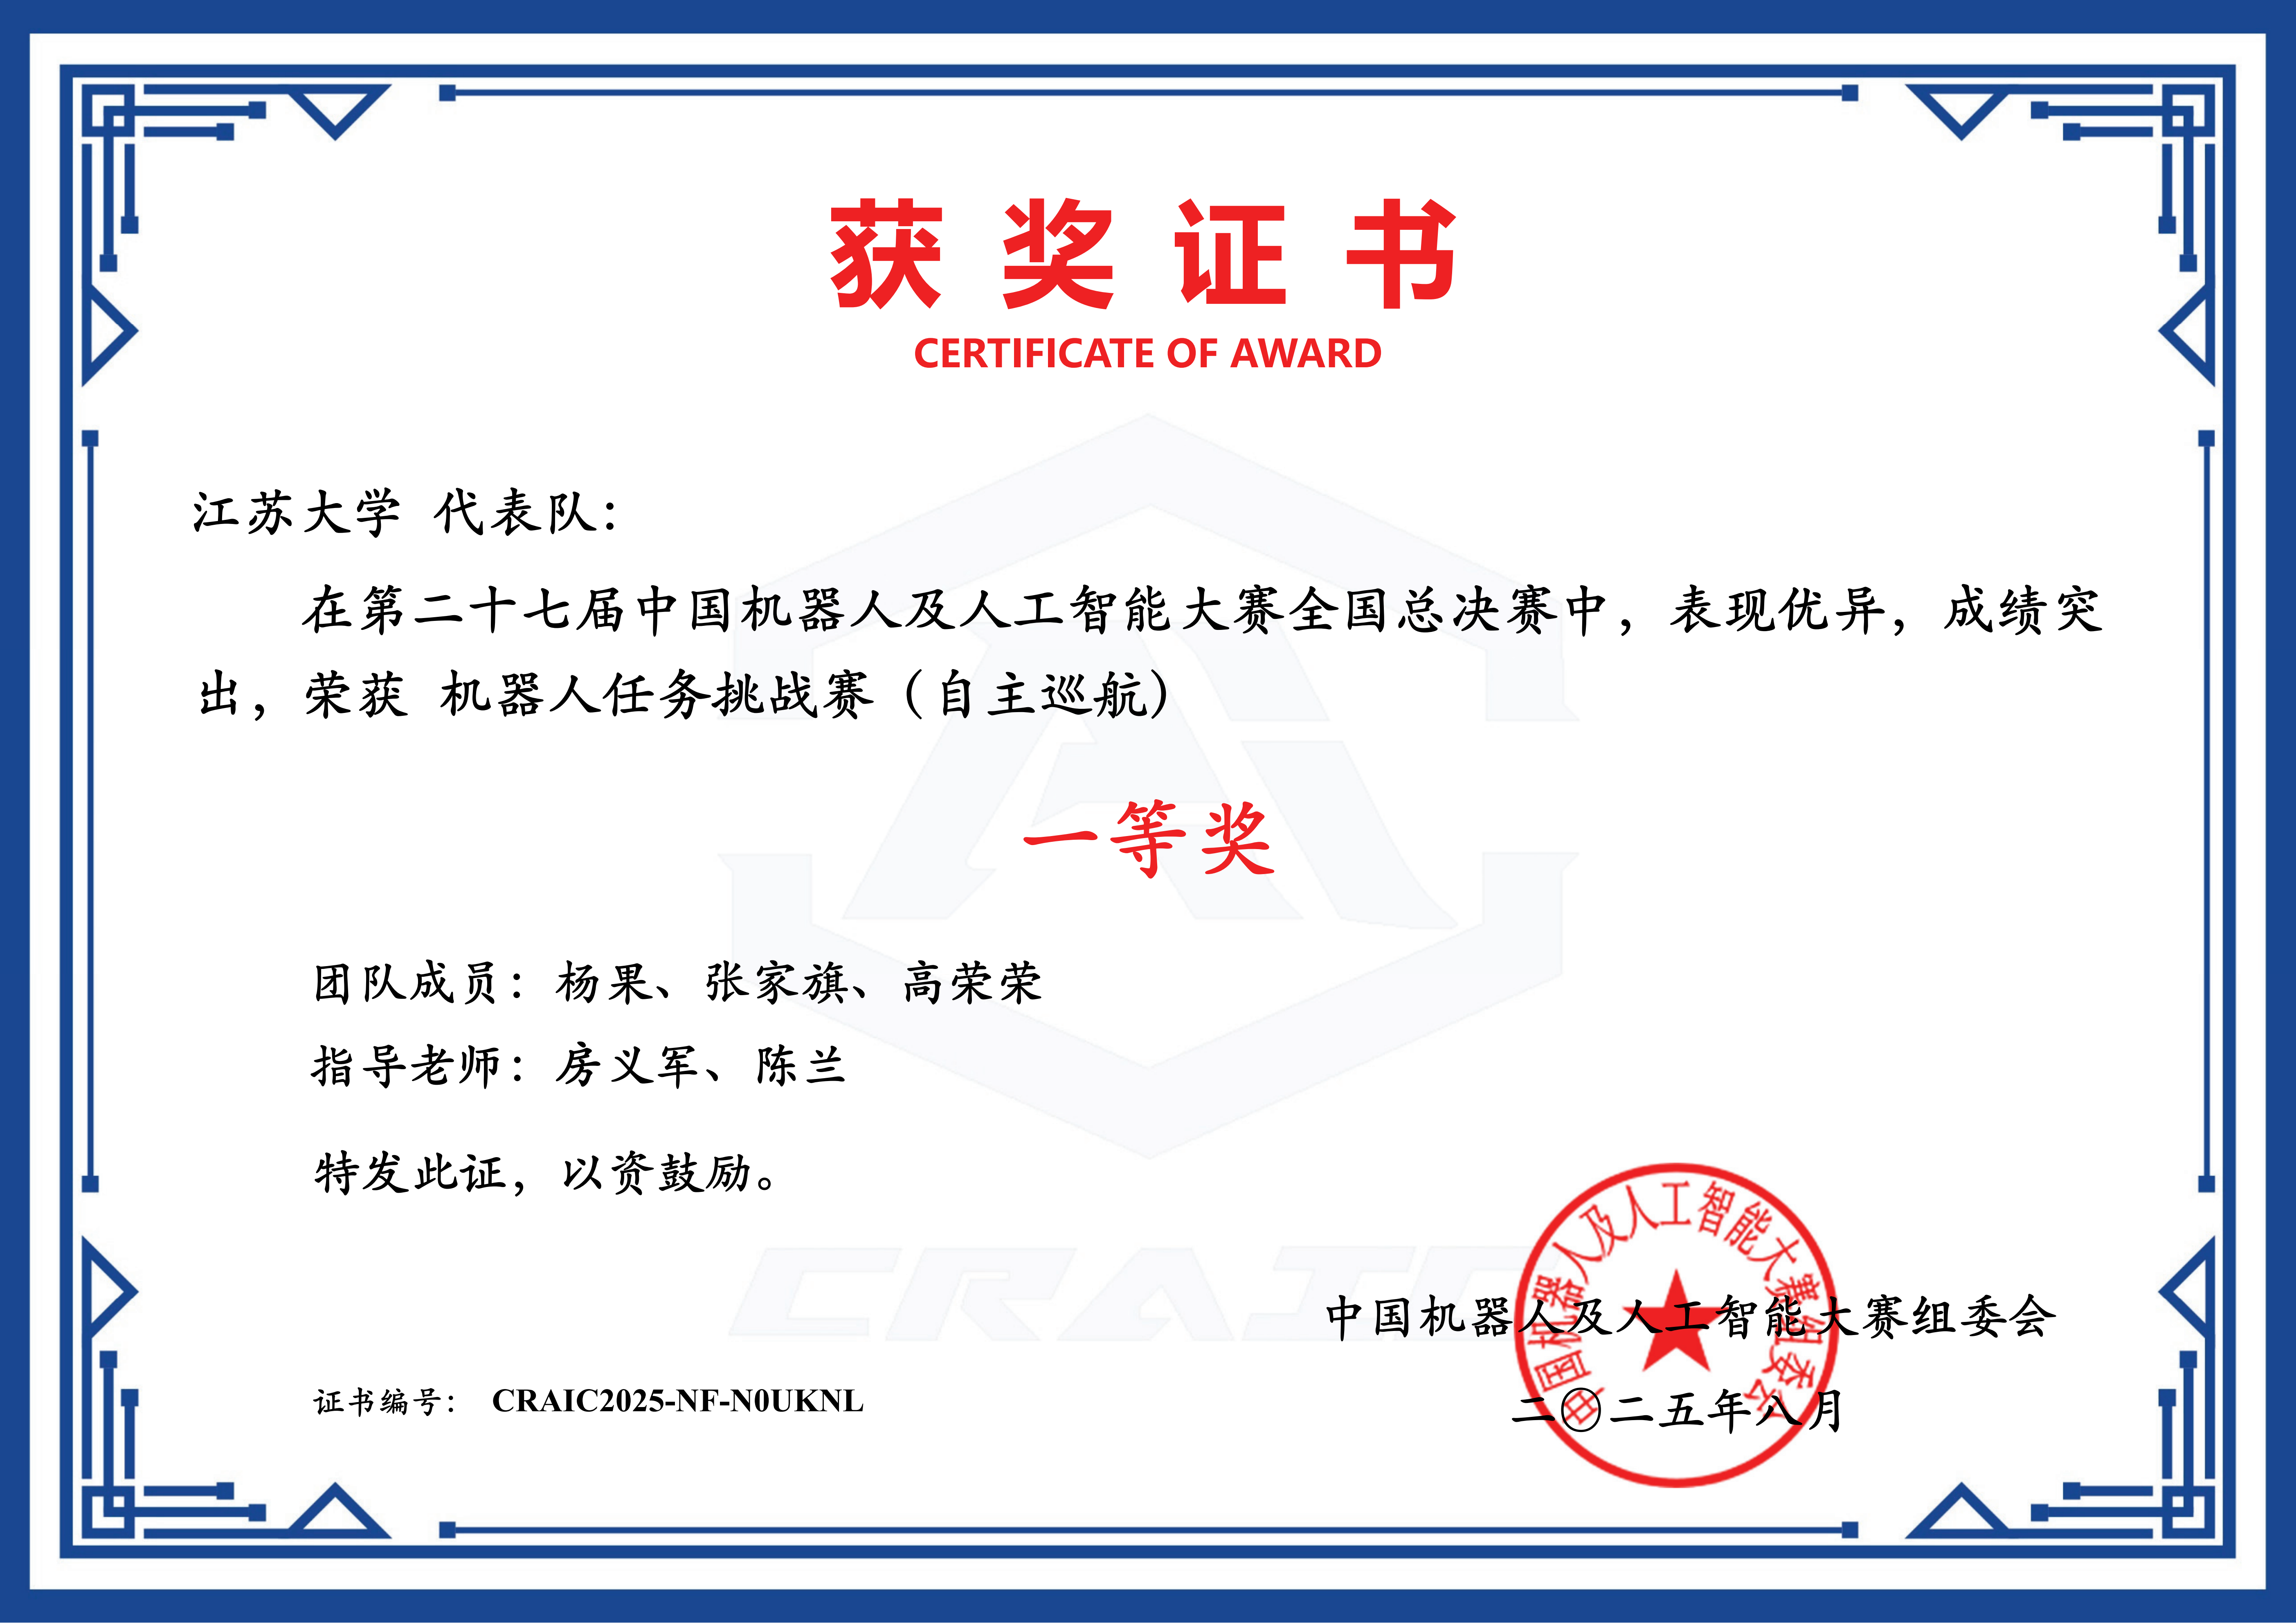 获奖证书
CERTIFICATE OF AWARD
江苏大学 代表队：
在第二十七届中国机器人及人工智能大赛全国总决赛中，表现优异，成绩突
出，荣获 机器人任务挑战赛（自主巡航）
一等奖
团队成员：杨果、张家旗、高荣荣
指导老师：房义军、陈兰
特发此证，以资鼓励。
CRAIC
中国机器人及人工智能大赛组委会
中国机器人及人工智能大赛组委会
二〇二五年八月
证书编号： CRAIC2025-NF-N0UKNL